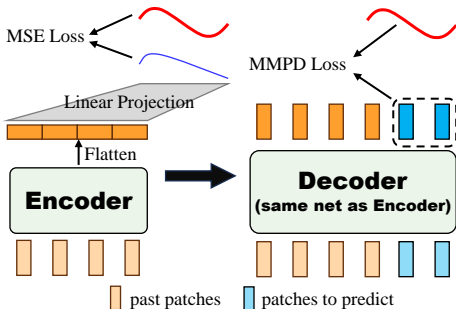 MSE Loss
MMPD Loss
Linear Projection
Flatten
Encoder
Decoder
(same net as Encoder)
past patches
patches to predict